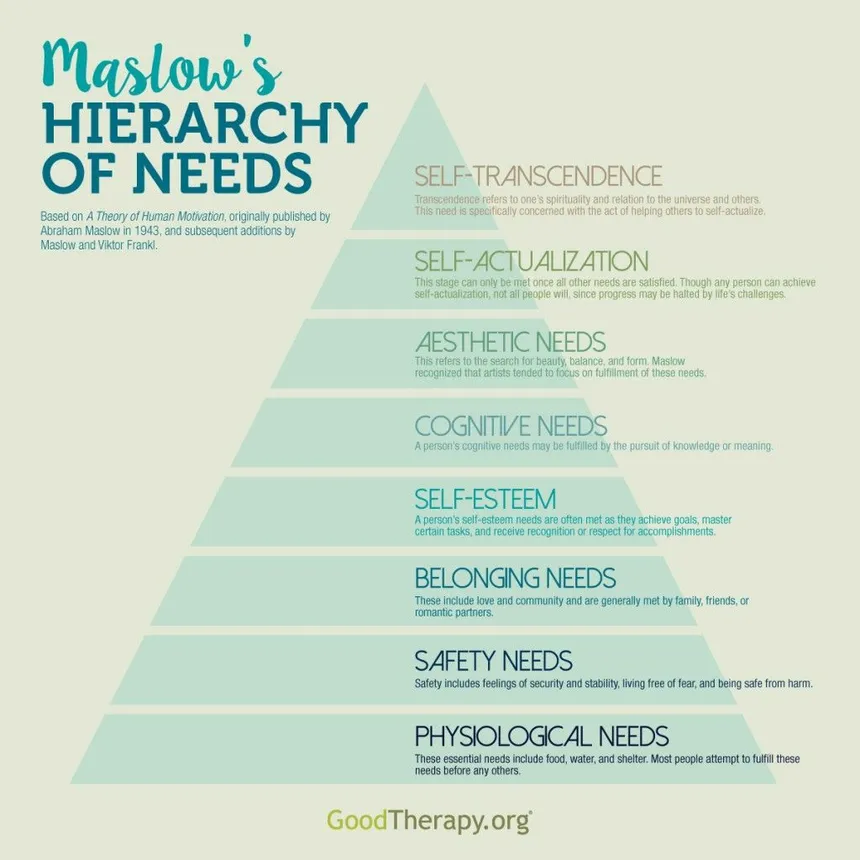 Maslow's
HIERARCHY
OF NEEDS
Based on A Theory of Human Motivation, originally published by
Abraham Maslow in 1943, and subsequent additions by
Maslow and Viktor Frankl.
SELF-TRANSCENDENCE
Transcendence refers to one's spirituality and relation to the universe and others.
This need is specifically concerned with the act of helping others to self-actualize.
SELF-ACTUALIZATION
This stage can only be met once all other needs are satisfied. Though any person can achieve
self-actualization, not all people will, since progress may be halted by life's challenges.
AESTHETIC NEEDS
This refers to the search for beauty, balance, and form. Maslow
recognized that artists tended to focus on fulfillment of these needs.
COGNITIVE NEEDS
A person's cognitive needs may be fulfilled by the pursuit of knowledge or meaning.
SELF-ESTEEM
A person's self-esteem needs are often met as they achieve goals, master
certain tasks, and receive recognition or respect for accomplishments.
BELONGING NEEDS
These include love and community and are generally met by family, friends, or
romantic partners.
SAFETY NEEDS
Safety includes feelings of security and stability, living free of fear, and being safe from harm.
PHYSIOLOGICAL NEEDS
These essential needs include food, water, and shelter. Most people attempt to fulfill these
needs before any others.
GoodTherapy.org®